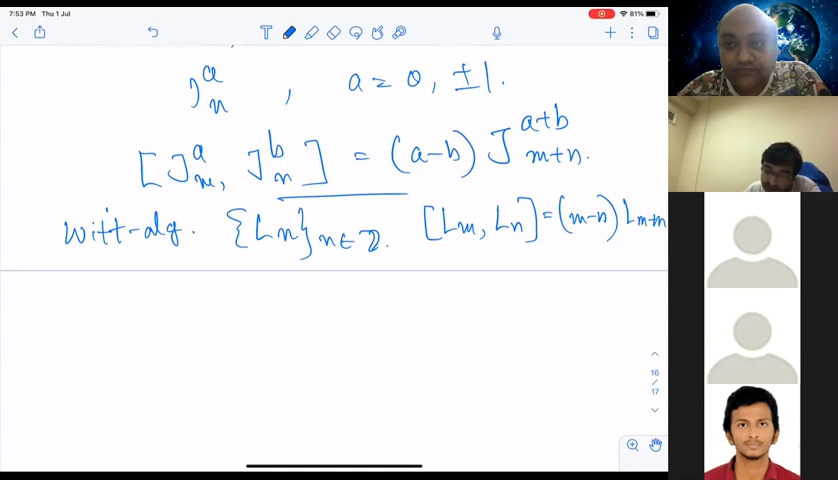 7:53 PM Thu 1 Jul
81%
J^a_n , a = 0, ±1.
[J^a_m, J^b_n] = (a-b) J^{a+b}_{m+n}.
Witt-alg. {L_n}_{n∈ℤ}. [L_m, L_n] = (m-n) L_{m+n}
16
/
17